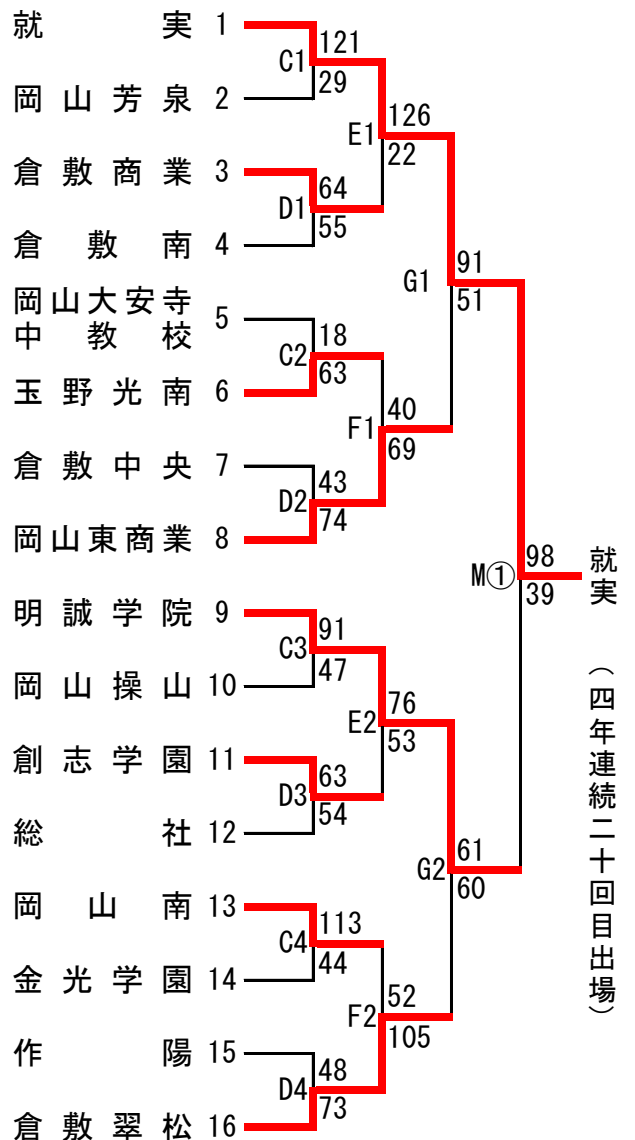 就実 1
C1
121
29
岡山芳泉 2
E1
126
22
倉敷商業 3
D1
64
55
倉敷南 4
G1
91
51
岡山大安寺
中教校 5
C2
18
63
玉野光南 6
F1
40
69
倉敷中央 7
D2
43
74
岡山東商業 8
M①
98
39
就実
(四年連続二十回目出場)
明誠学院 9
C3
91
47
岡山操山 10
E2
76
53
創志学園 11
D3
63
54
総社 12
G2
61
60
岡山南 13
C4
113
44
金光学園 14
F2
52
105
作陽 15
D4
48
73
倉敷翠松 16